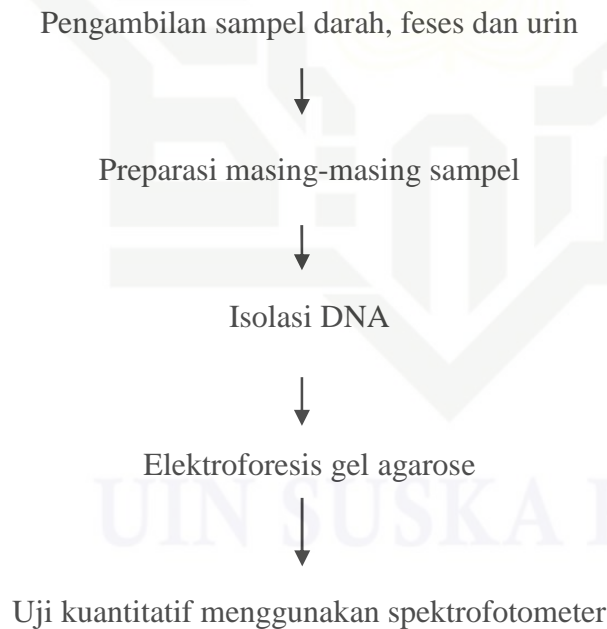 Pengambilan sampel darah, feses dan urin
Preparasi masing-masing sampel
Isolasi DNA
Elektroforesis gel agarose
UIN SUSKA
Uji kuantitatif menggunakan spektrofotometer